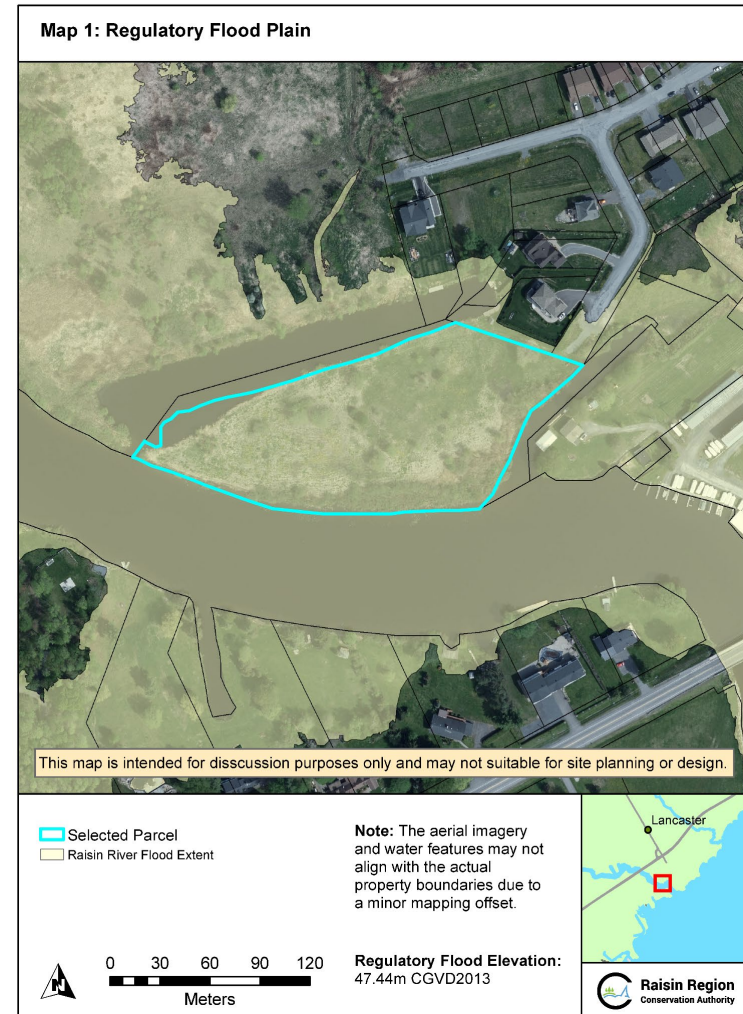 Map 1: Regulatory Flood Plain
This map is intended for disscussion purposes only and may not suitable for site planning or design.
Selected Parcel
Raisin River Flood Extent
Note: The aerial imagery
and water features may not
align with the actual
property boundaries due to
a minor mapping offset.
Lancaster
N
0 30 60 90 120
Meters
Regulatory Flood Elevation:
47.44m CGVD2013
Raisin Region
Conservation Authority